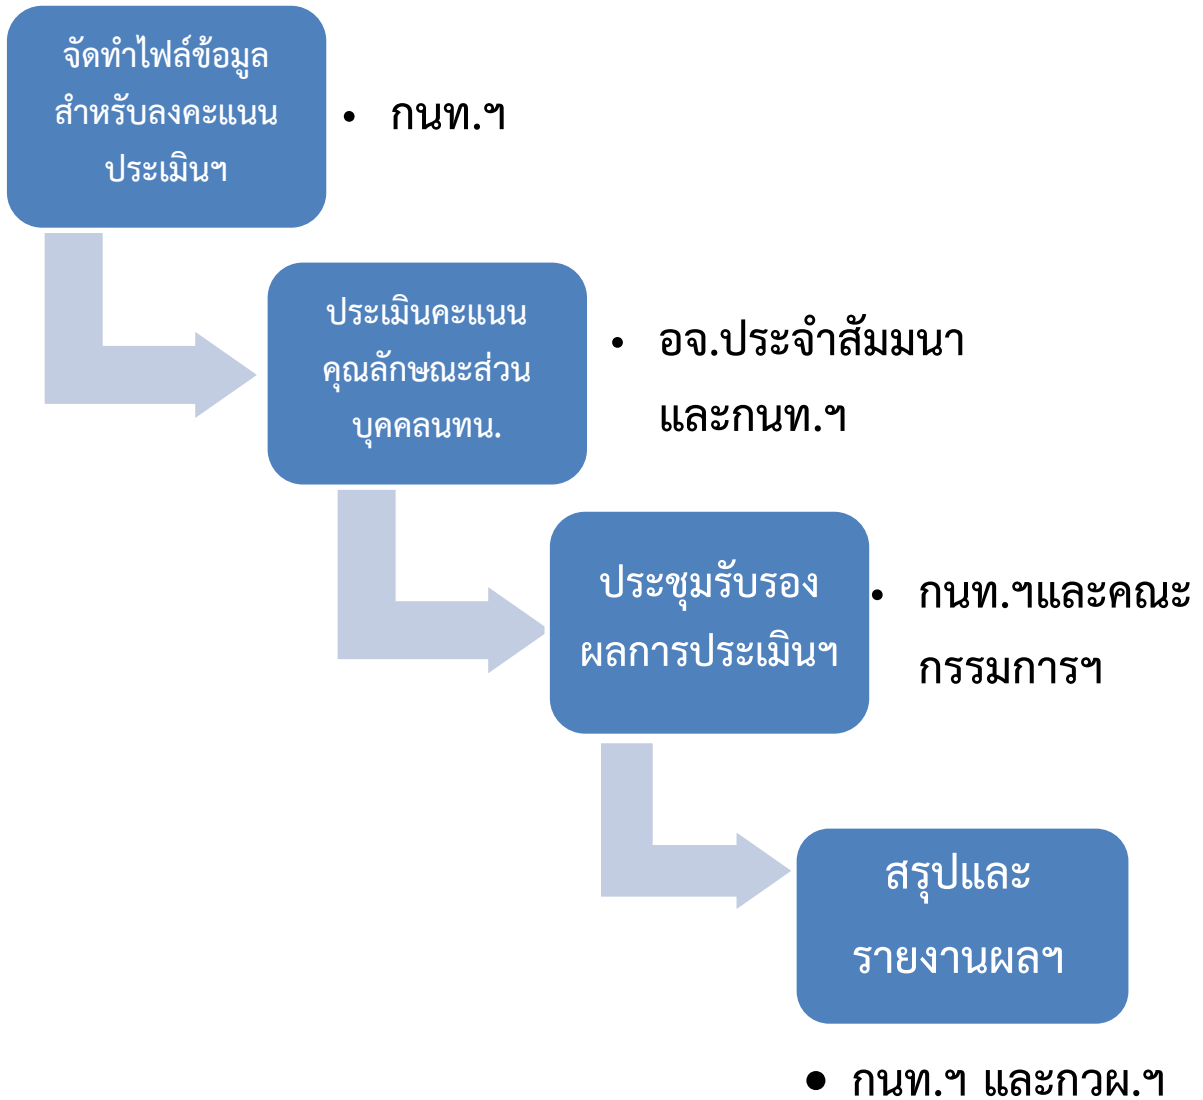 จัดทำไฟล์ข้อมูล
สำหรับลงคะแนน
ประเมินฯ
• กนท.ฯ
ประเมินคะแนน
คุณลักษณะส่วน
บุคคลนทน.
• อจ.ประจำสัมมนา
และกนท.ฯ
ประชุมรับรอง
ผลการประเมินฯ
• กนท.ฯและคณะ
กรรมการฯ
สรุปและ
รายงานผลฯ
• กนท.ฯ และกวผ.ฯ